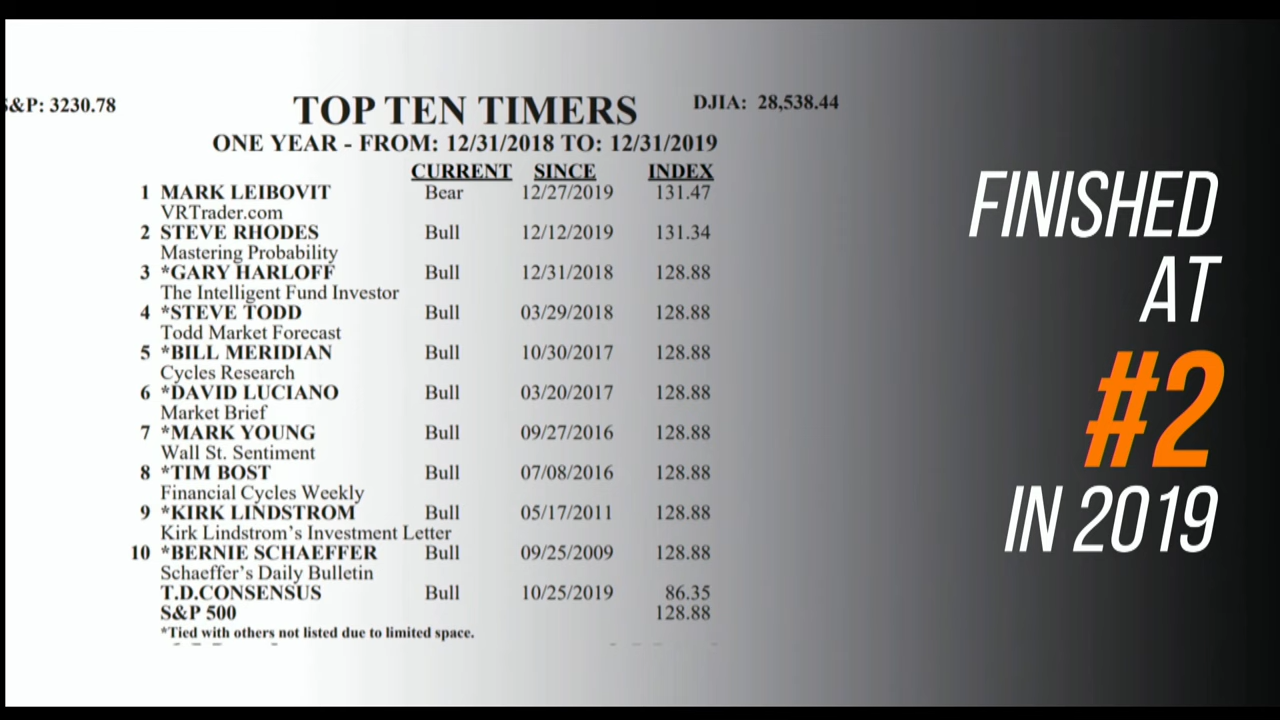 S&P: 3230.78
TOP TEN TIMERS
DJIA: 28,538.44
ONE YEAR - FROM: 12/31/2018 TO: 12/31/2019
CURRENT SINCE INDEX
1 MARK LEIBOVIT Bear 12/27/2019 131.47
VRTrader.com
2 STEVE RHODES Bull 12/12/2019 131.34
Mastering Probability
3 *GARY HARLOFF Bull 12/31/2018 128.88
The Intelligent Fund Investor
4 *STEVE TODD Bull 03/29/2018 128.88
Todd Market Forecast
5 *BILL MERIDIAN Bull 10/30/2017 128.88
Cycles Research
6 *DAVID LUCIANO Bull 03/20/2017 128.88
Market Brief
7 *MARK YOUNG Bull 09/27/2016 128.88
Wall St. Sentiment
8 *TIM BOST Bull 07/08/2016 128.88
Financial Cycles Weekly
9 *KIRK LINDSTROM Bull 05/17/2011 128.88
Kirk Lindstrom's Investment Letter
10 *BERNIE SCHAEFFER Bull 09/25/2009 128.88
Schaeffer's Daily Bulletin
T.D.CONSENSUS Bull 10/25/2019 86.35
S&P 500 128.88
*Tied with others not listed due to limited space.
FINISHED
AT
#2
IN 2019